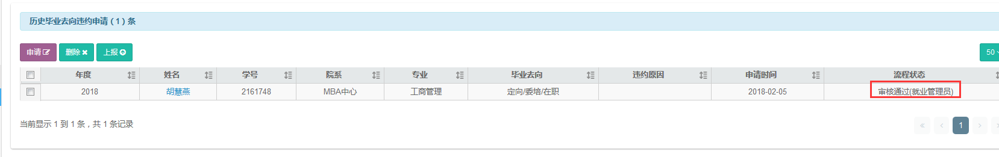 历史毕业去向违约申请（1）条
申请 删除 上报 50
年度 姓名 学号 院系 专业 毕业去向 违约原因 申请时间 流程状态
2018 胡慧燕 2161748 MBA中心 工商管理 定向/委培/在职 2018-02-05 审核通过(就业管理员)
当前显示 1 到 1 条，共 1 条记录 « ‹ 1 › »